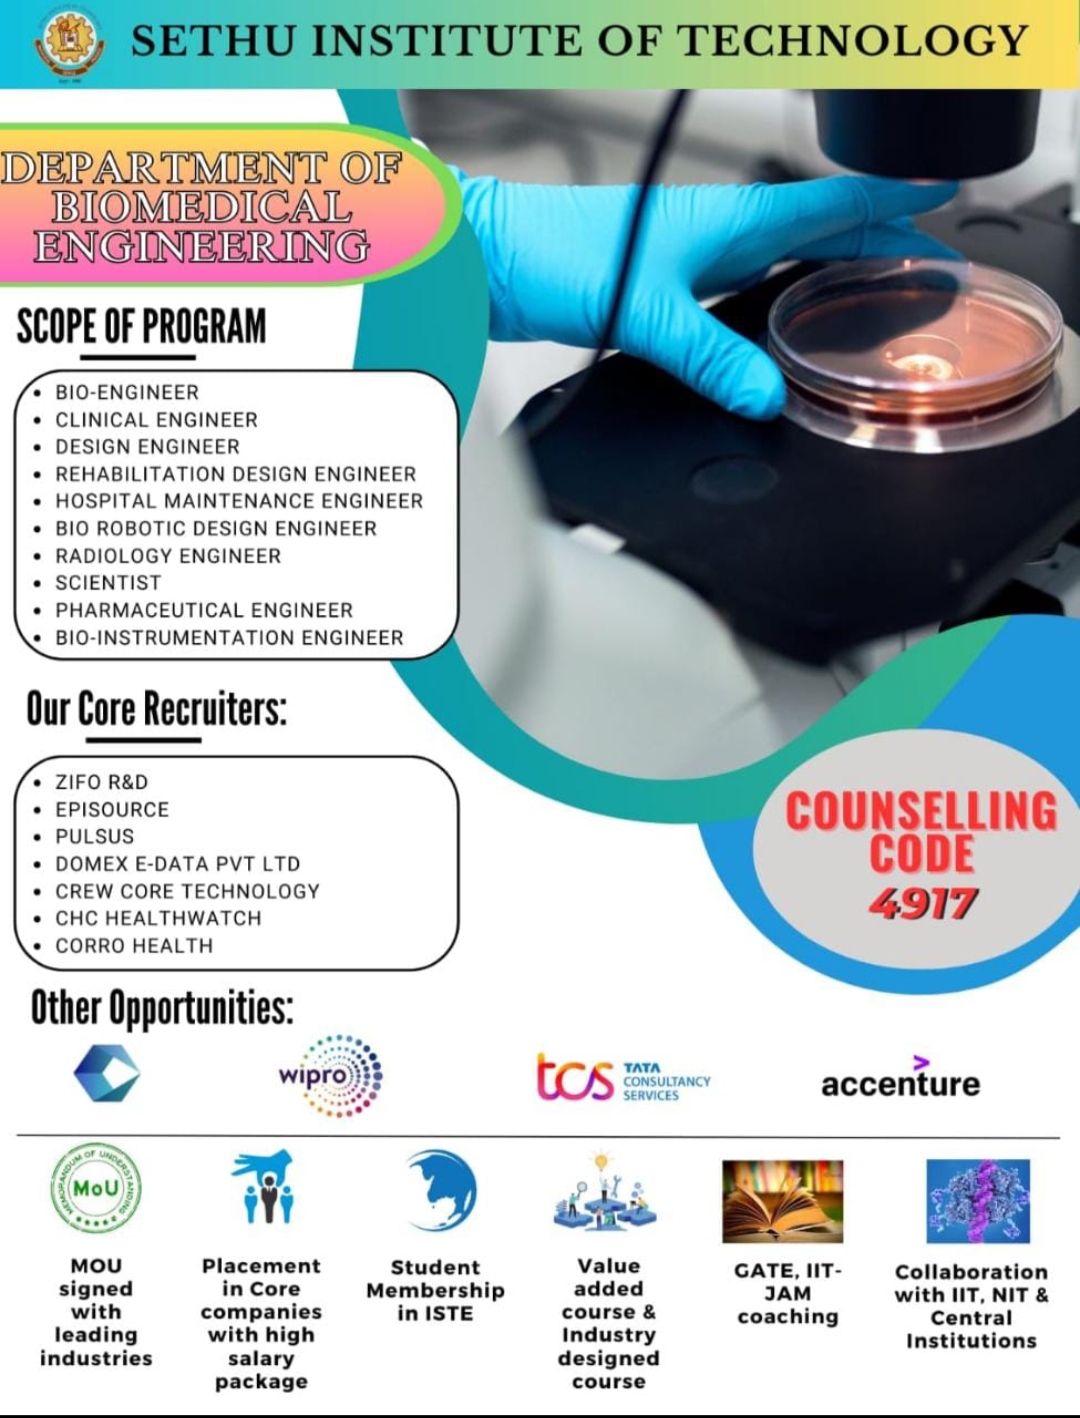 SETHU INSTITUTE OF TECHNOLOGY
DEPARTMENT OF
BIOMEDICAL
ENGINEERING
SCOPE OF PROGRAM
• BIO-ENGINEER
• CLINICAL ENGINEER
• DESIGN ENGINEER
• REHABILITATION DESIGN ENGINEER
• HOSPITAL MAINTENANCE ENGINEER
• BIO ROBOTIC DESIGN ENGINEER
• RADIOLOGY ENGINEER
• SCIENTIST
• PHARMACEUTICAL ENGINEER
• BIO-INSTRUMENTATION ENGINEER
Our Core Recruiters:
• ZIFO R&D
• EPISOURCE
• PULSUS
• DOMEX E-DATA PVT LTD
• CREW CORE TECHNOLOGY
• CHC HEALTHWATCH
• CORRO HEALTH
COUNSELLING
CODE
4917
Other Opportunities:
wipro
tcs TATA
CONSULTANCY
SERVICES
accenture
MEMORANDUM OF UNDERSTANDING
MoU
MOU
signed
with
leading
industries
Placement
in Core
companies
with high
salary
package
Student
Membership
in ISTE
Value
added
course &
Industry
designed
course
GATE, IIT-
JAM
coaching
Collaboration
with IIT, NIT &
Central
Institutions